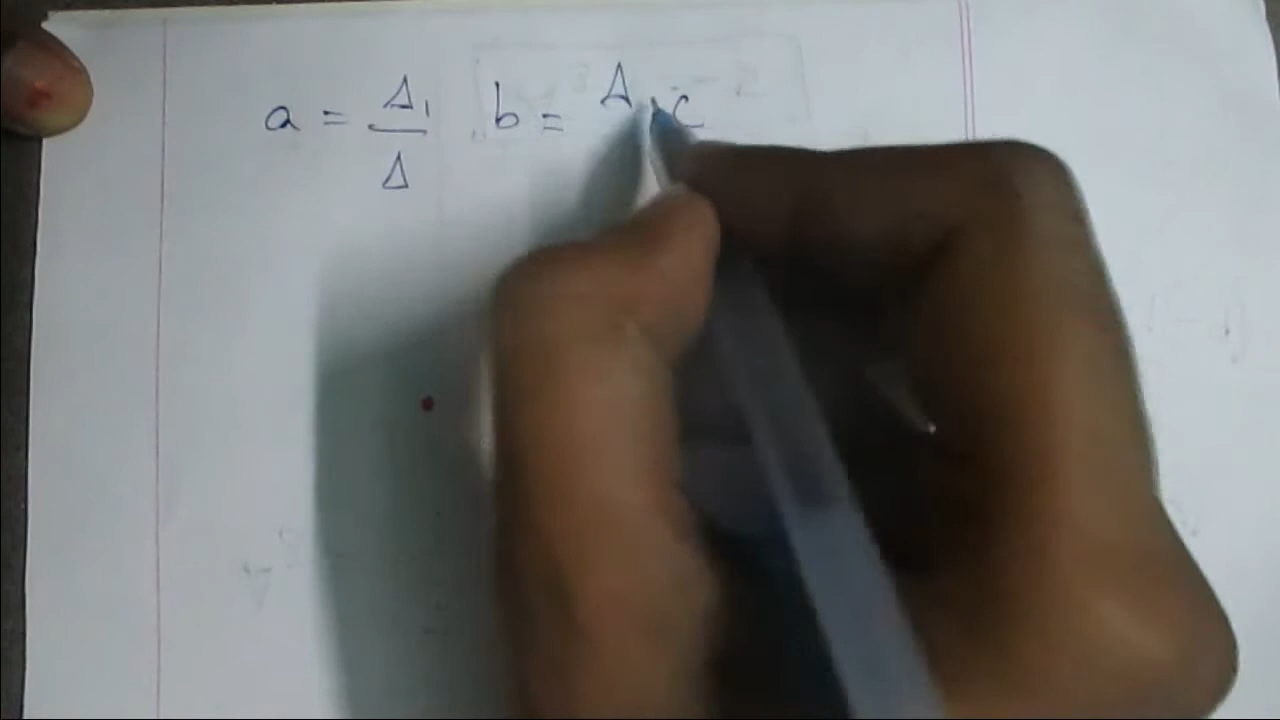 a = Δ₁/Δ b = Δ c